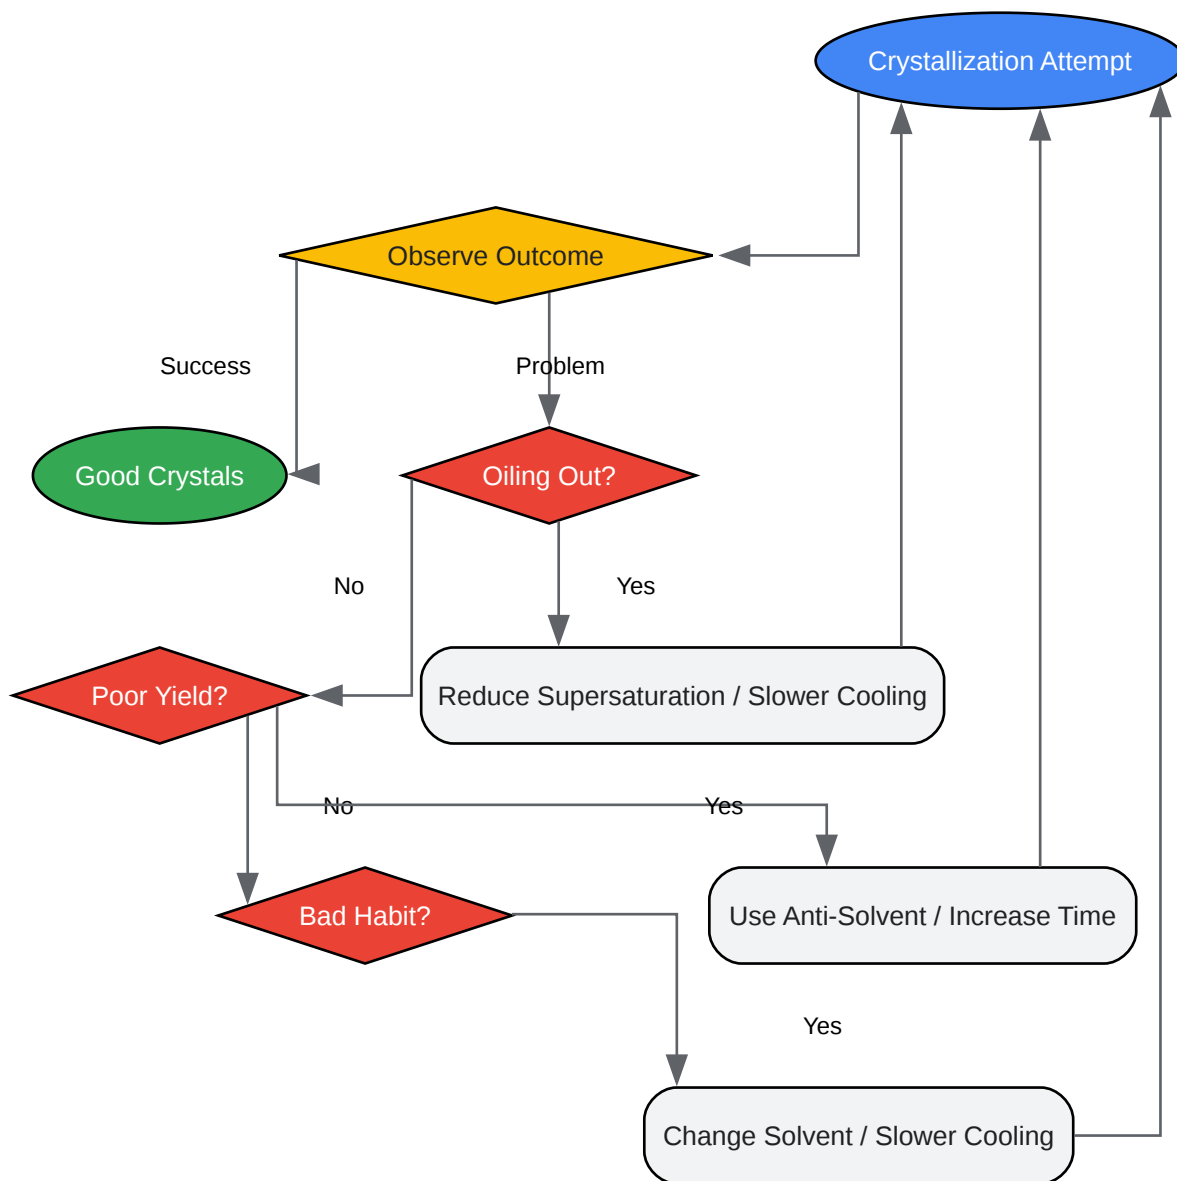 Crystallization Attempt
Observe Outcome
Success
Problem
Good Crystals
Oiling Out?
No
Yes
Poor Yield?
Reduce Supersaturation / Slower Cooling
No
Yes
Bad Habit?
Use Anti-Solvent / Increase Time
Yes
Change Solvent / Slower Cooling